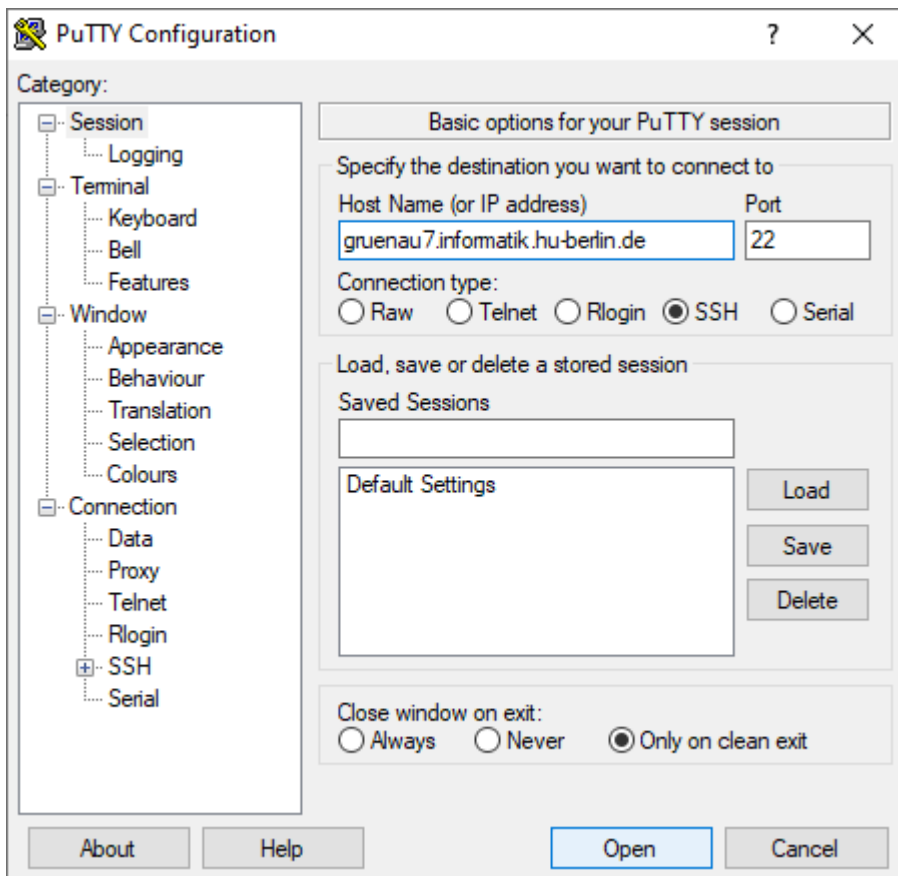 PuTTY Configuration
?
Category:
Session
Logging
Terminal
Keyboard
Bell
Features
Window
Appearance
Behaviour
Translation
Selection
Colours
Connection
Data
Proxy
Telnet
Rlogin
SSH
Serial
Basic options for your PuTTY session
Specify the destination you want to connect to
Host Name (or IP address) Port
gruenau7.informatik.hu-berlin.de 22
Connection type:
Raw Telnet Rlogin SSH Serial
Load, save or delete a stored session
Saved Sessions
Default Settings
Load
Save
Delete
Close window on exit:
Always Never Only on clean exit
About Help Open Cancel